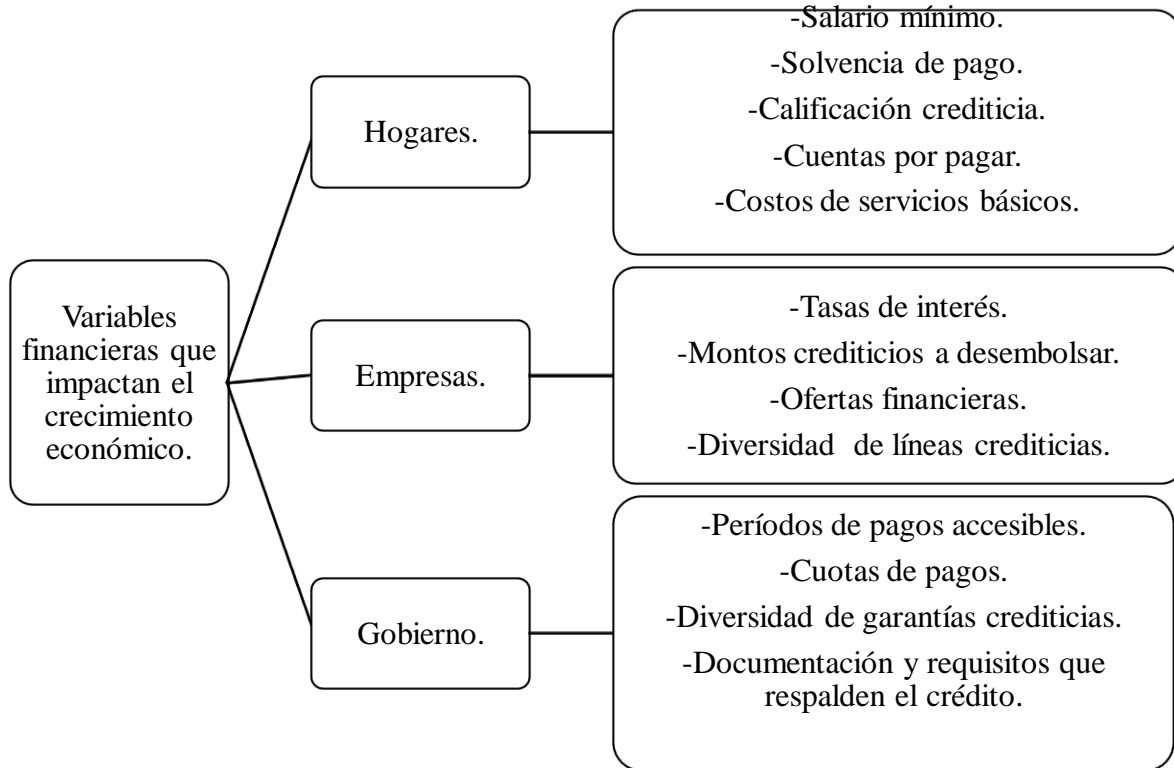 Variables
financieras que
impactan el
crecimiento
económico.
Hogares.
-Salario mínimo.
-Solvencia de pago.
-Calificación crediticia.
-Cuentas por pagar.
-Costos de servicios básicos.
Empresas.
-Tasas de interés.
-Montos crediticios a desembolsar.
-Ofertas financieras.
-Diversidad de líneas crediticias.
Gobierno.
-Períodos de pagos accesibles.
-Cuotas de pagos.
-Diversidad de garantías crediticias.
-Documentación y requisitos que
respalden el crédito.